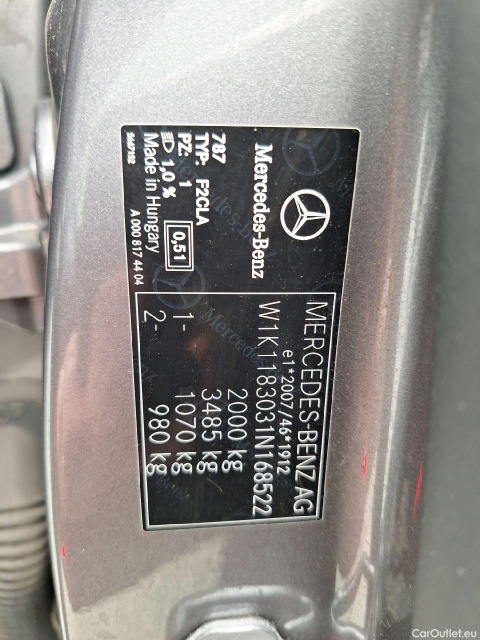 Mercedes-Benz
787
TYP: F2CLA
PZ: 1
1,0 %
0,51
Made in Hungary
A 000 817 44 04
5667182
MERCEDES-BENZ AG
e1*2007/46*1912
W1K1183031N168522
2000 kg
3485 kg
1- 1070 kg
2- 980 kg
CarOutlet.eu